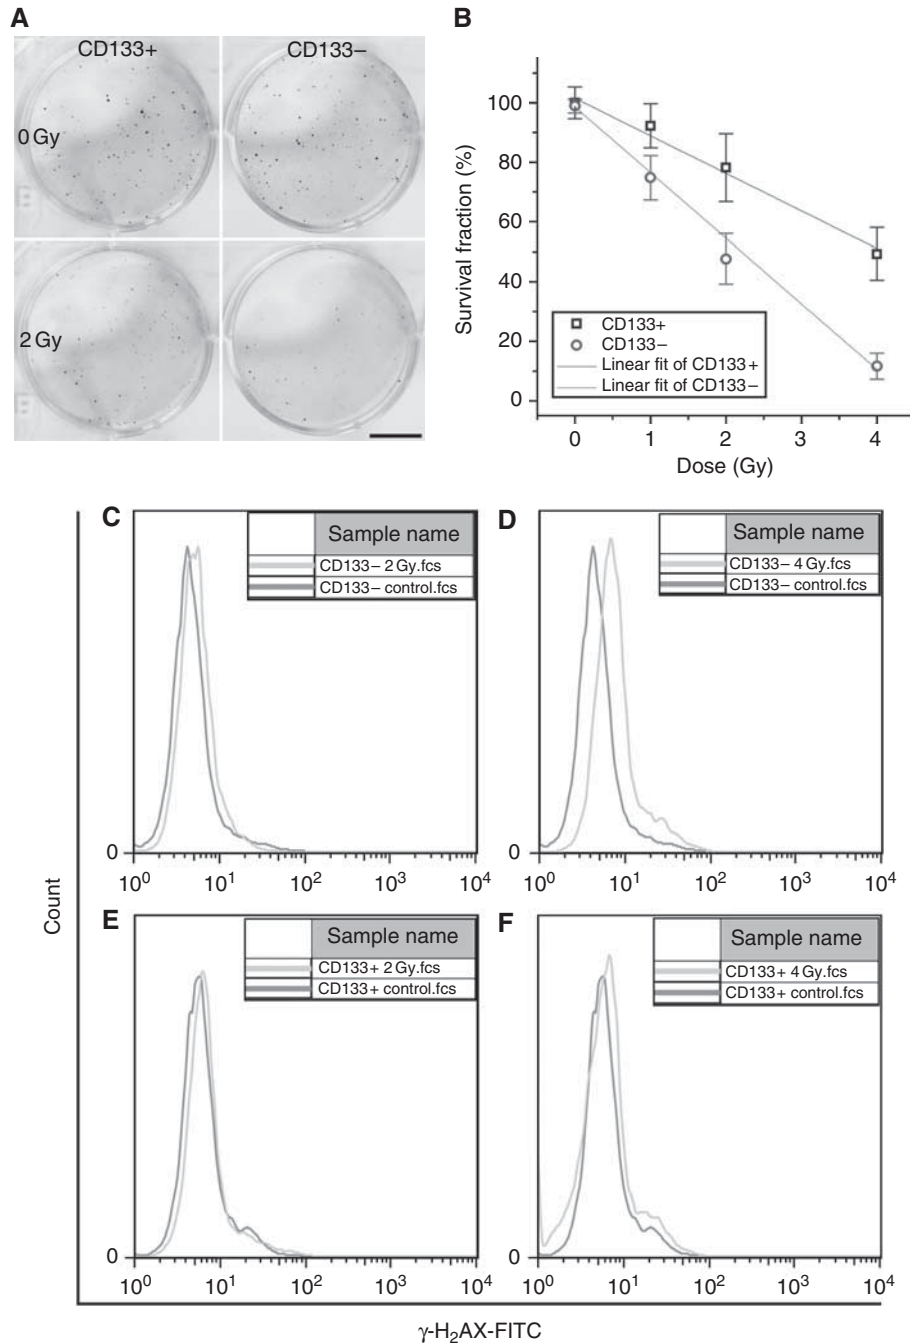 A
CD133+
CD133–
0 Gy
2 Gy
B
Survival fraction (%)
100
80
60
40
20
0
CD133+
CD133–
Linear fit of CD133+
Linear fit of CD133–
0 1 2 3 4
Dose (Gy)
C
Sample name
CD133– 2 Gy.fcs
CD133– control.fcs
0
10⁰ 10¹ 10² 10³ 10⁴
D
Sample name
CD133– 4 Gy.fcs
CD133– control.fcs
0
10⁰ 10¹ 10² 10³ 10⁴
Count
E
Sample name
CD133+ 2 Gy.fcs
CD133+ control.fcs
0
10⁰ 10¹ 10² 10³ 10⁴
F
Sample name
CD133+ 4 Gy.fcs
CD133+ control.fcs
0
10⁰ 10¹ 10² 10³ 10⁴
γ-H₂AX-FITC